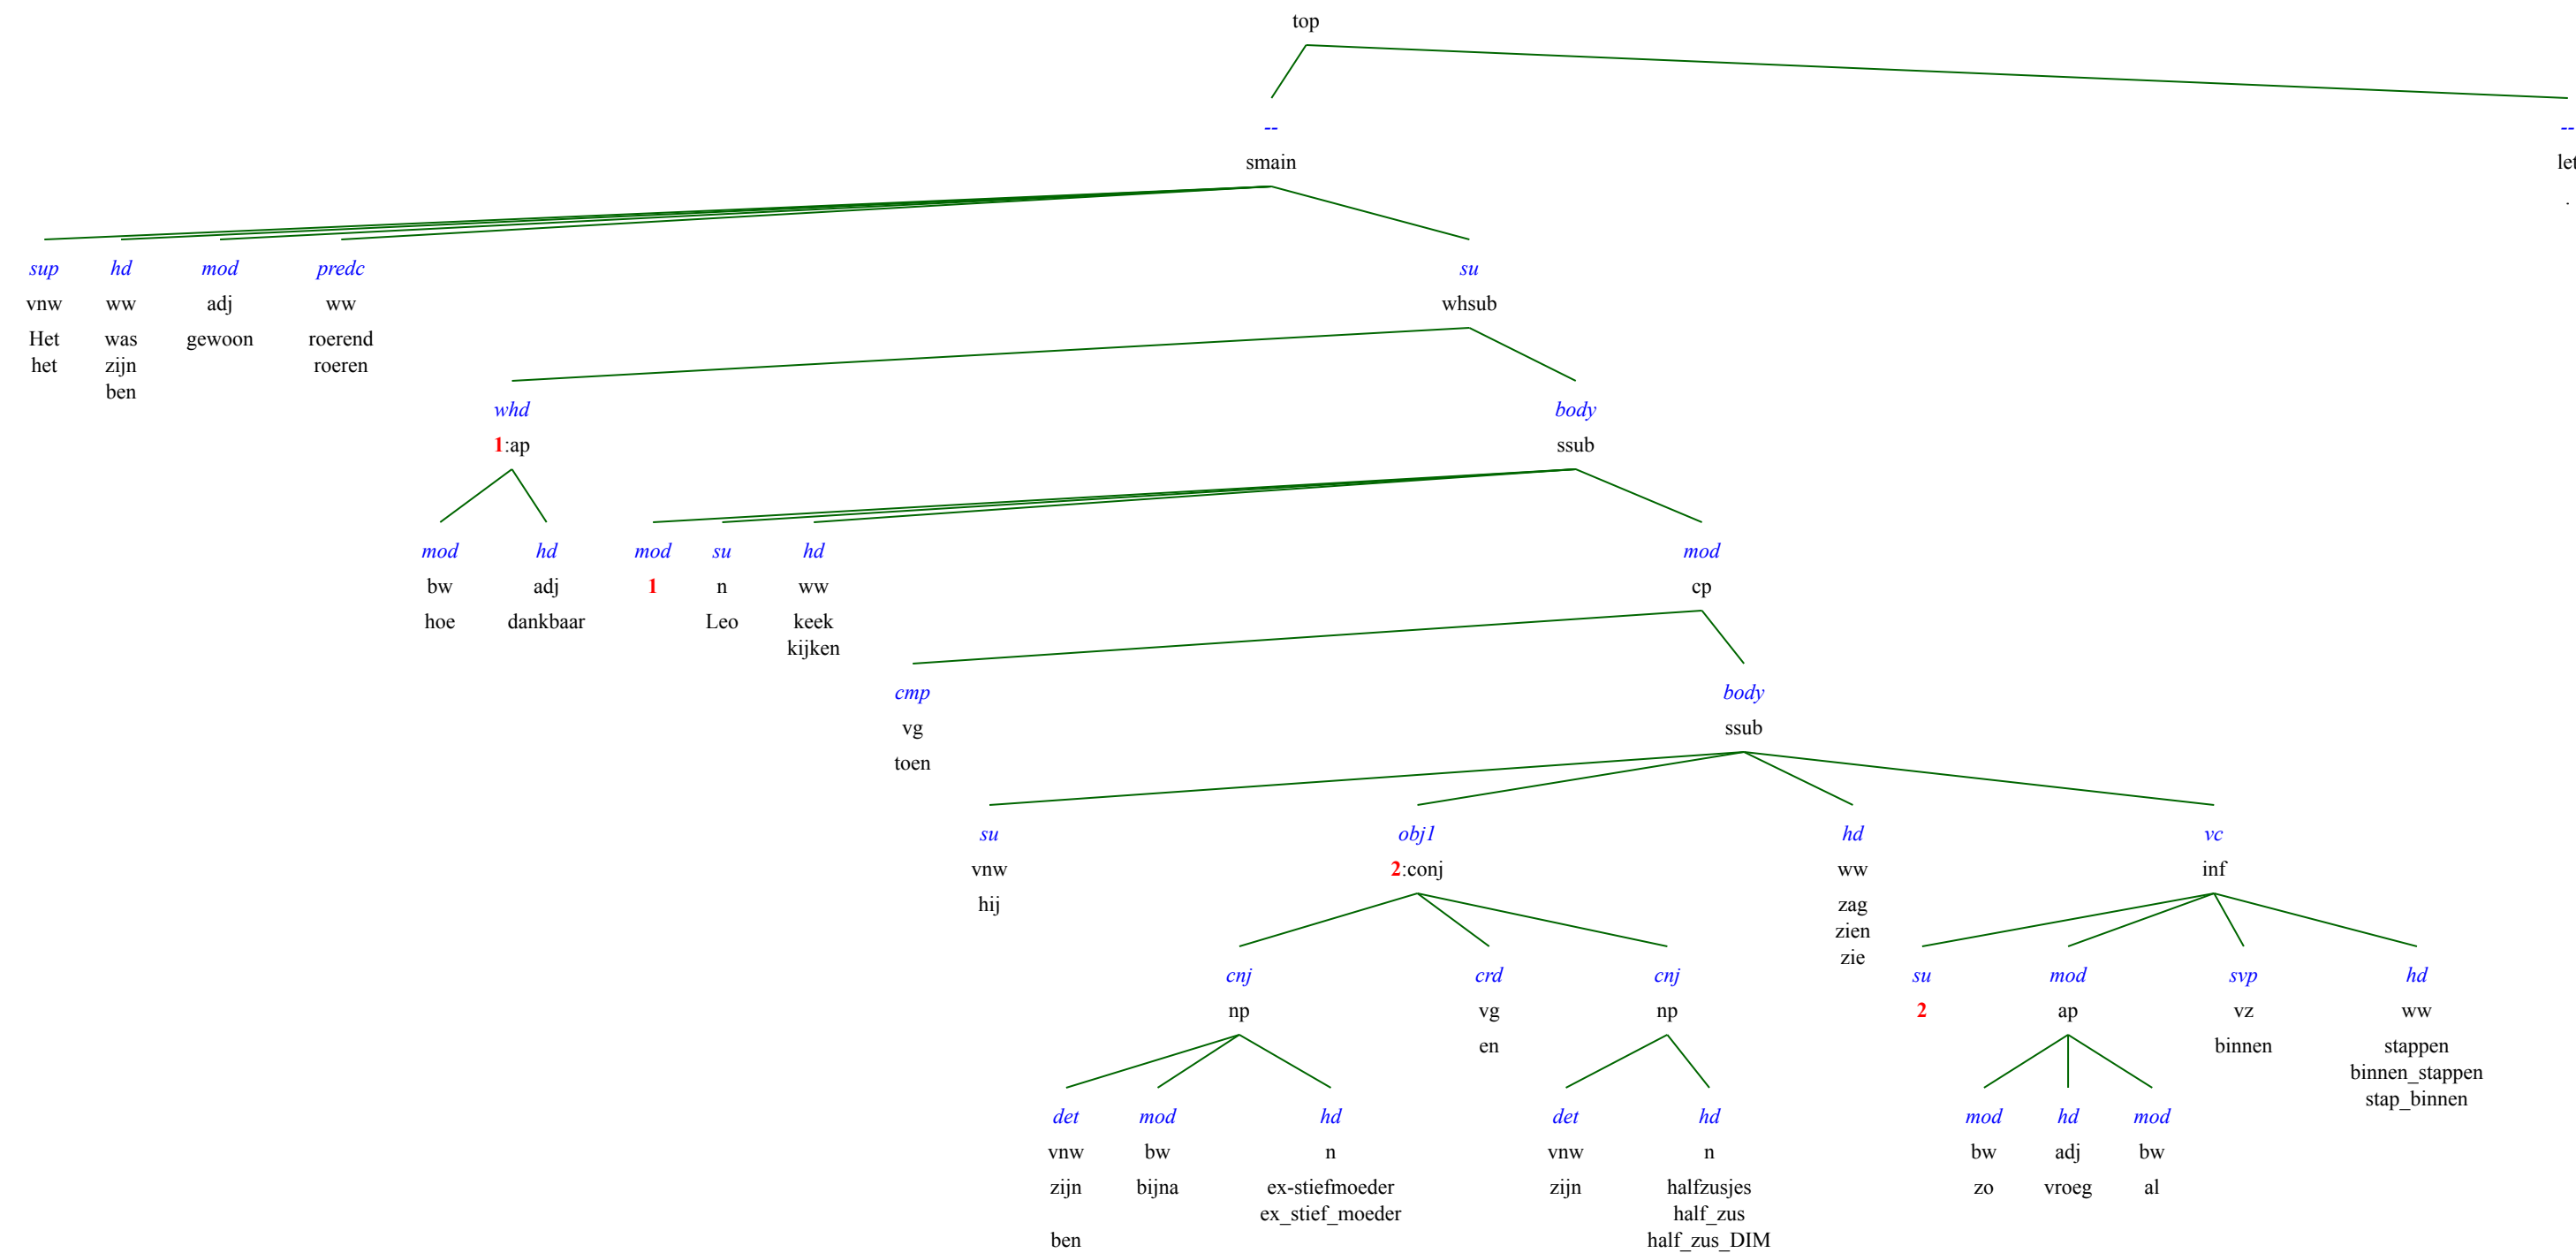 top
-- --
smain let
.
sup hd mod predc su
vnw ww adj ww whsub
Het was gewoon roerend
het zijn roeren
ben
whd body
1:ap ssub
mod hd mod su hd mod
bw adj 1 n ww cp
hoe dankbaar Leo keek
kijken
cmp body
vg ssub
toen
su obj1 hd vc
vnw 2:conj ww inf
hij zag
zien
zie
cnj crd cnj su mod svp hd
np vg np 2 ap vz ww
en binnen stappen
binnen_stappen
stap_binnen
det mod hd det hd mod hd mod
vnw bw n vnw n bw adj bw
zijn bijna ex-stiefmoeder zijn halfzusjes zo vroeg al
ex_stief_moeder half_zus
ben half_zus_DIM